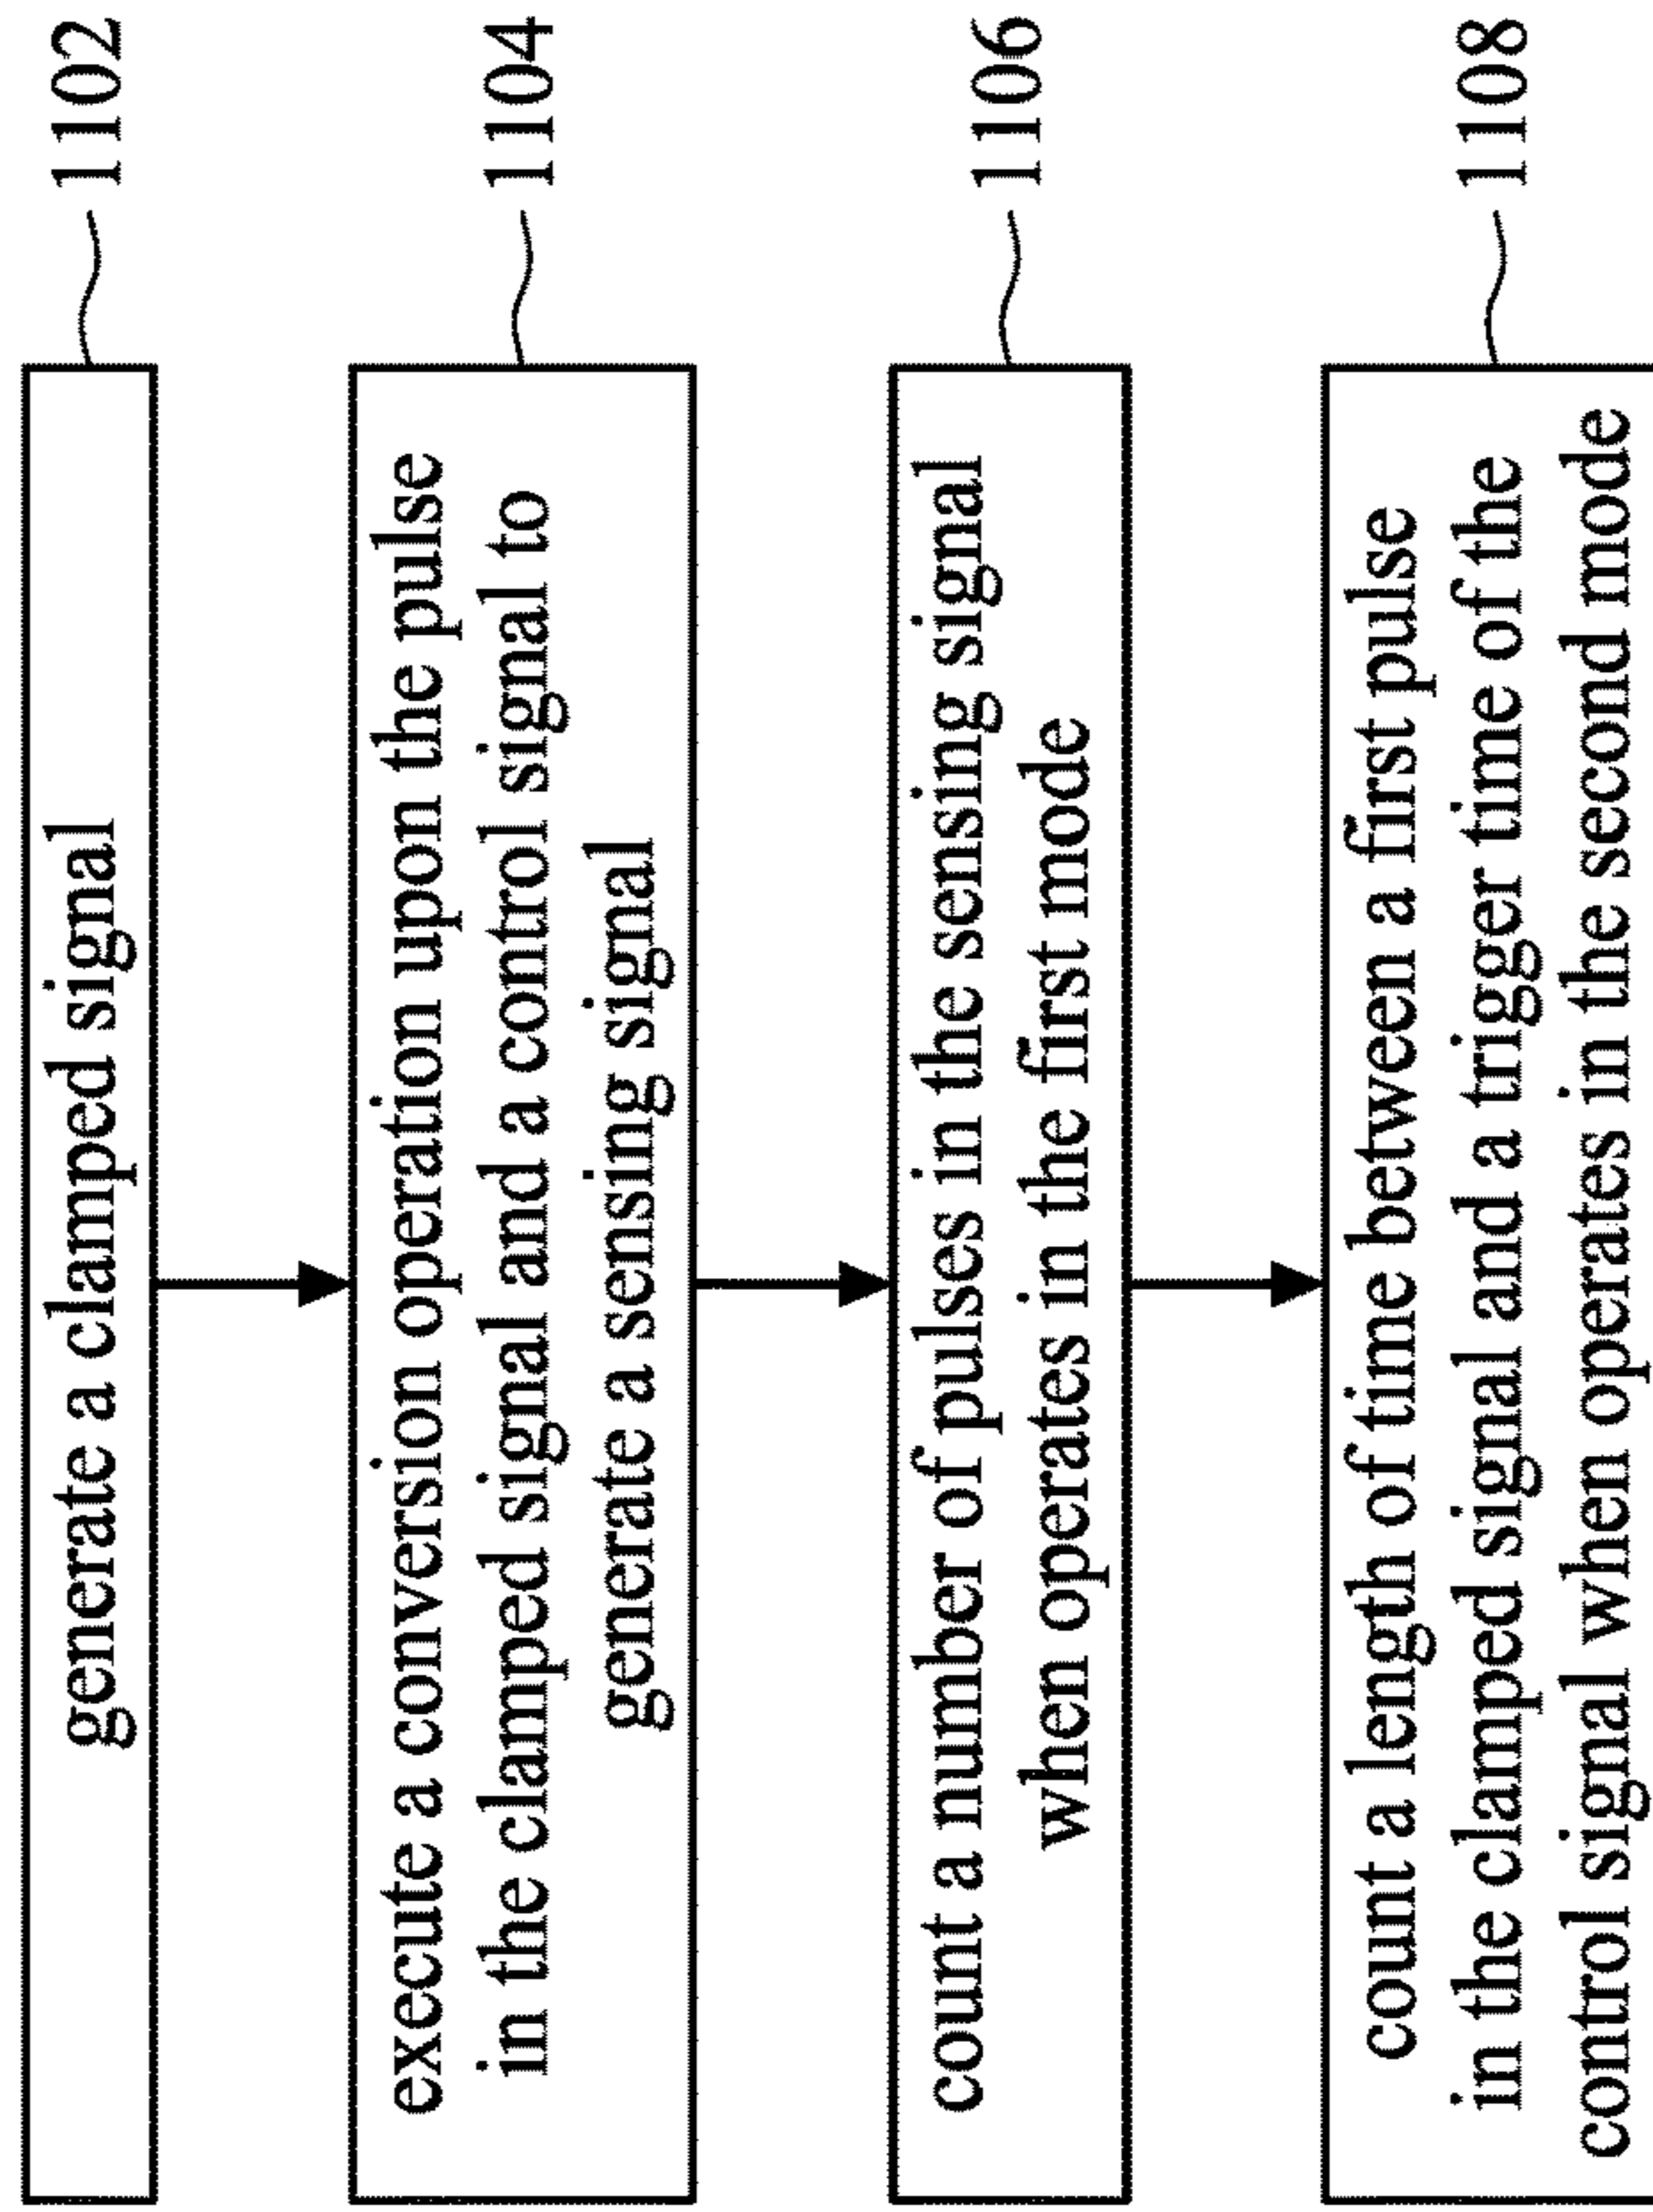 generate a clamped signal
1102
execute a conversion operation upon the pulse
in the clamped signal and a control signal to
generate a sensing signal
1104
count a number of pulses in the sensing signal
when operates in the first mode
1106
count a length of time between a first pulse
in the clamped signal and a trigger time of the
control signal when operates in the second mode
1108